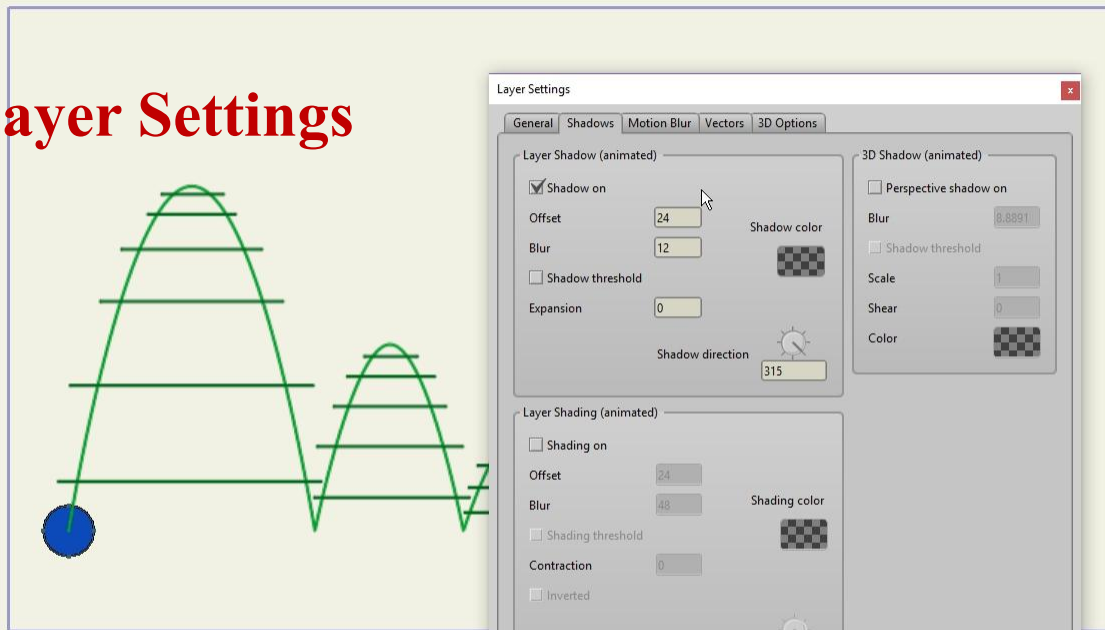 ayer Settings
Layer Settings
x
General Shadows Motion Blur Vectors 3D Options
Layer Shadow (animated)
Shadow on
Offset 24
Blur 12
Shadow color
Shadow threshold
Expansion 0
Shadow direction
315
3D Shadow (animated)
Perspective shadow on
Blur 8.8891
Shadow threshold
Scale 1
Shear 0
Color
Layer Shading (animated)
Shading on
Offset 24
Blur 48
Shading color
Shading threshold
Contraction 0
Inverted